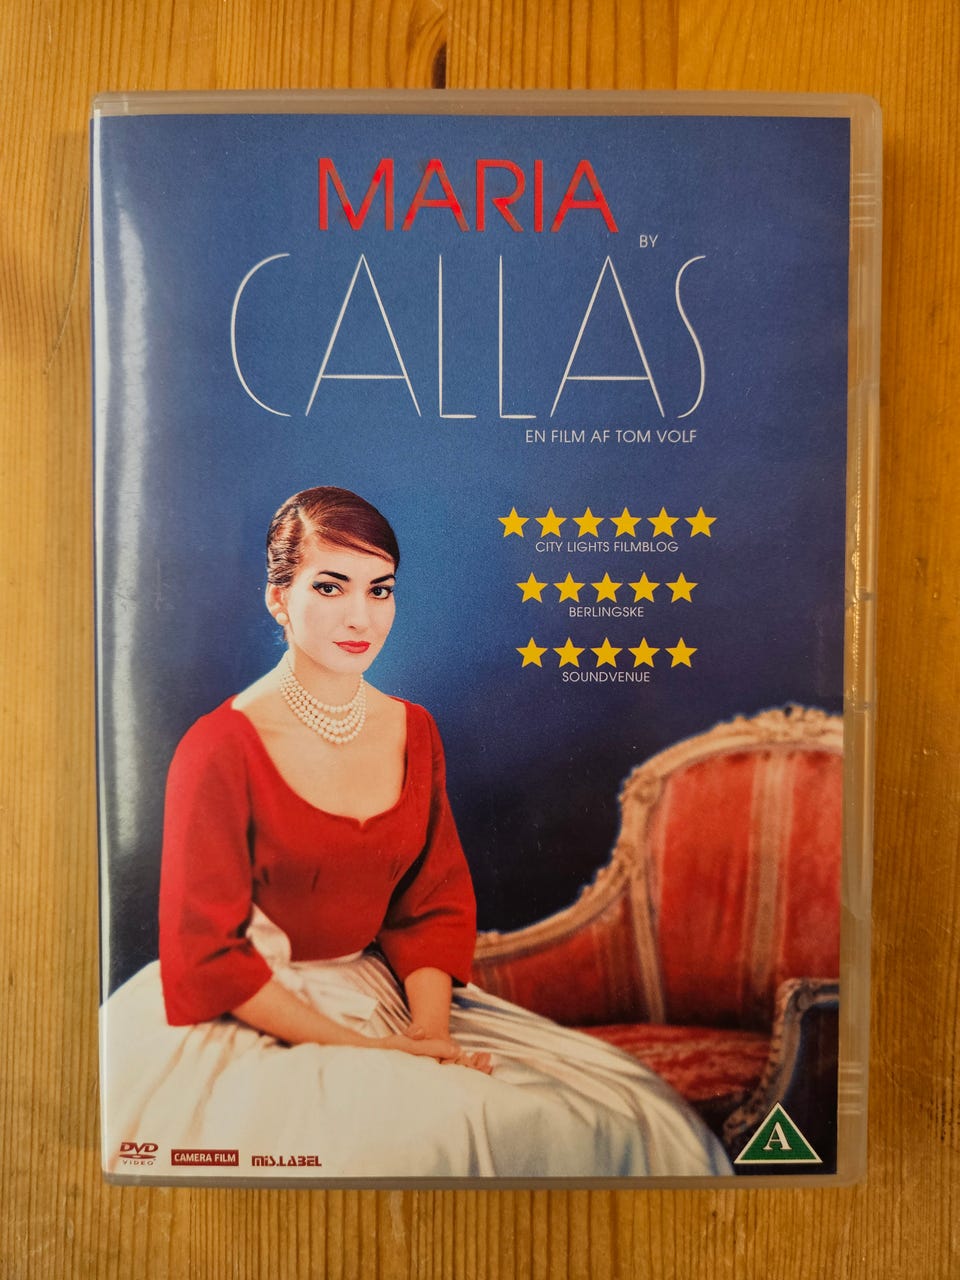 MARIA
BY
CALLAS
EN FILM AF TOM VOLF
CITY LIGHTS FILMBLOG
BERLINGSKE
SOUNDVENUE
A
DVD
VIDEO
CAMERA FILM
MIS.LABEL